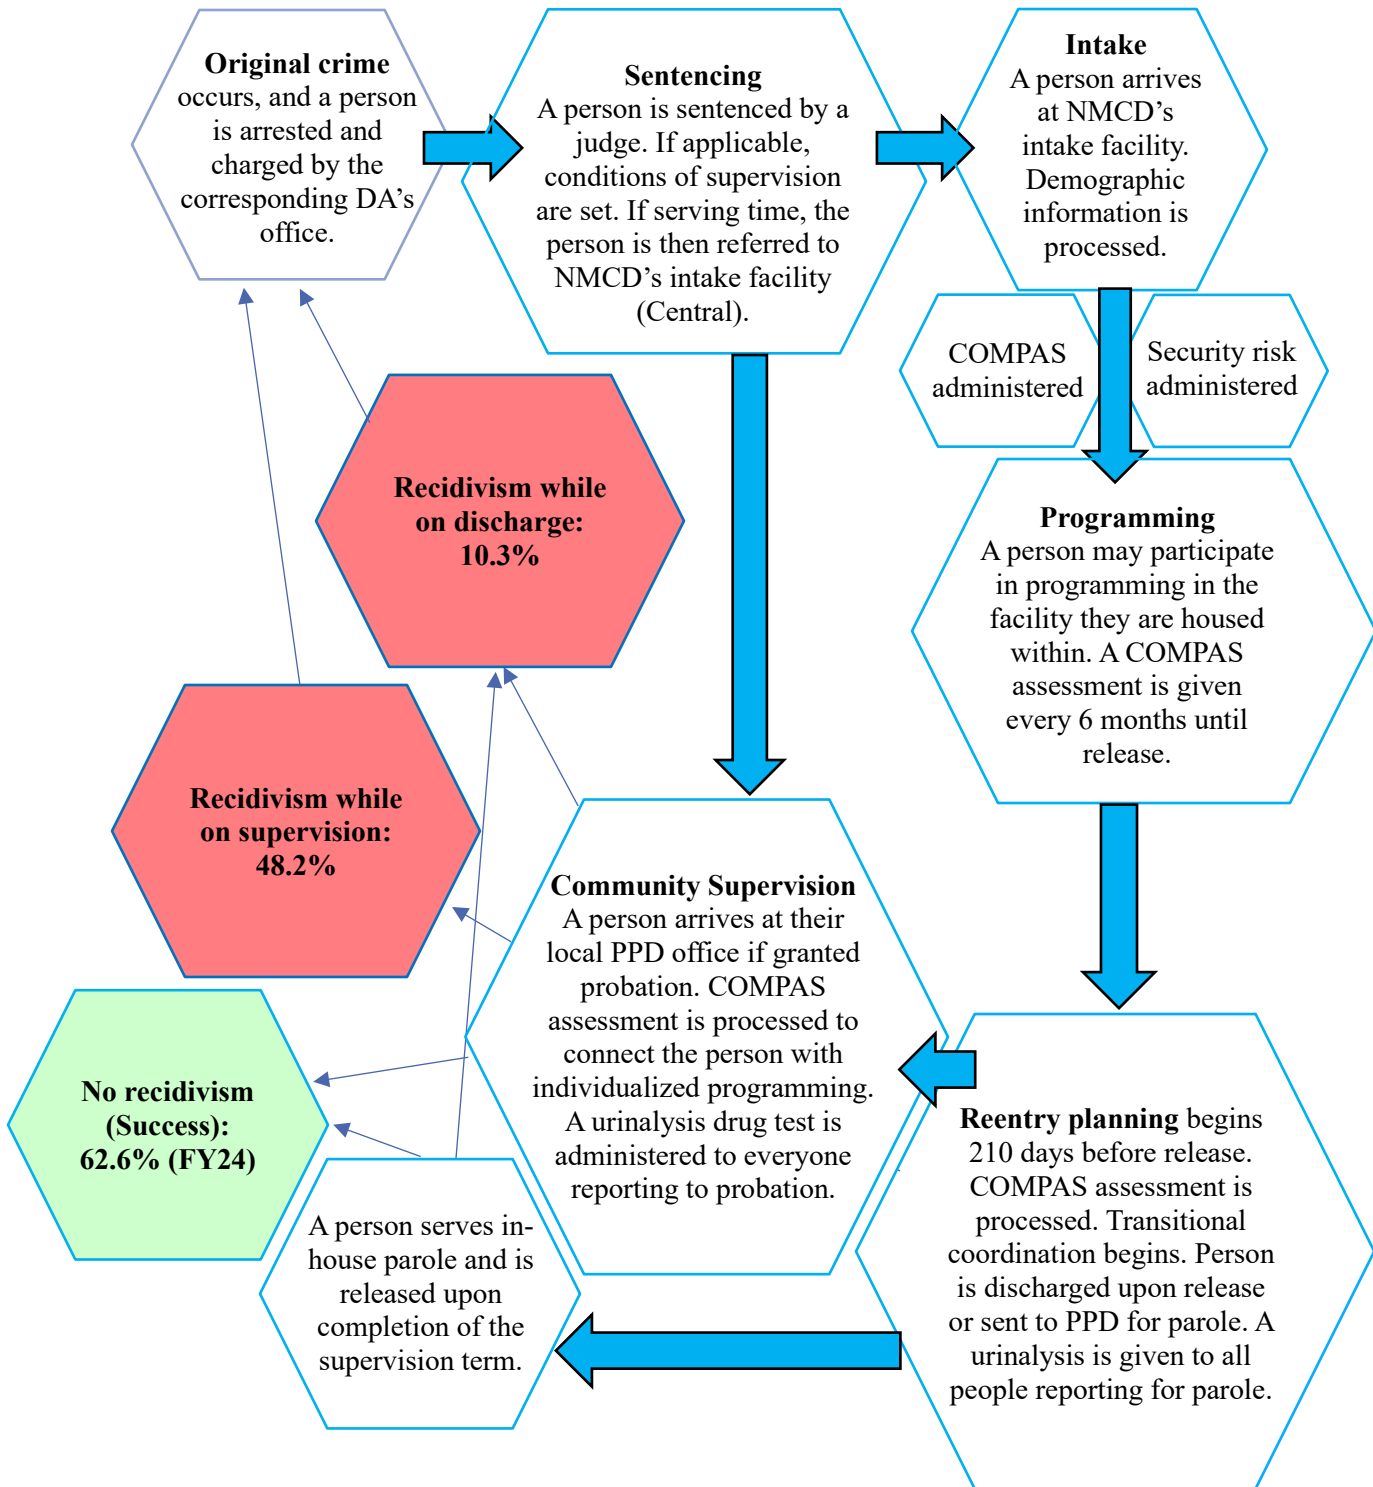 Original crime
occurs, and a person
is arrested and
charged by the
corresponding DA’s
office.
Sentencing
A person is sentenced by a
judge. If applicable,
conditions of supervision
are set. If serving time, the
person is then referred to
NMCD’s intake facility
(Central).
Intake
A person arrives
at NMCD’s
intake facility.
Demographic
information is
processed.
COMPAS
administered
Security risk
administered
Programming
A person may participate
in programming in the
facility they are housed
within. A COMPAS
assessment is given
every 6 months until
release.
Recidivism while
on discharge:
10.3%
Recidivism while
on supervision:
48.2%
Community Supervision
A person arrives at their
local PPD office if granted
probation. COMPAS
assessment is processed to
connect the person with
individualized programming.
A urinalysis drug test is
administered to everyone
reporting to probation.
No recidivism
(Success):
62.6% (FY24)
Reentry planning begins
210 days before release.
COMPAS assessment is
processed. Transitional
coordination begins. Person
is discharged upon release
or sent to PPD for parole. A
urinalysis is given to all
people reporting for parole.
A person serves in-
house parole and is
released upon
completion of the
supervision term.